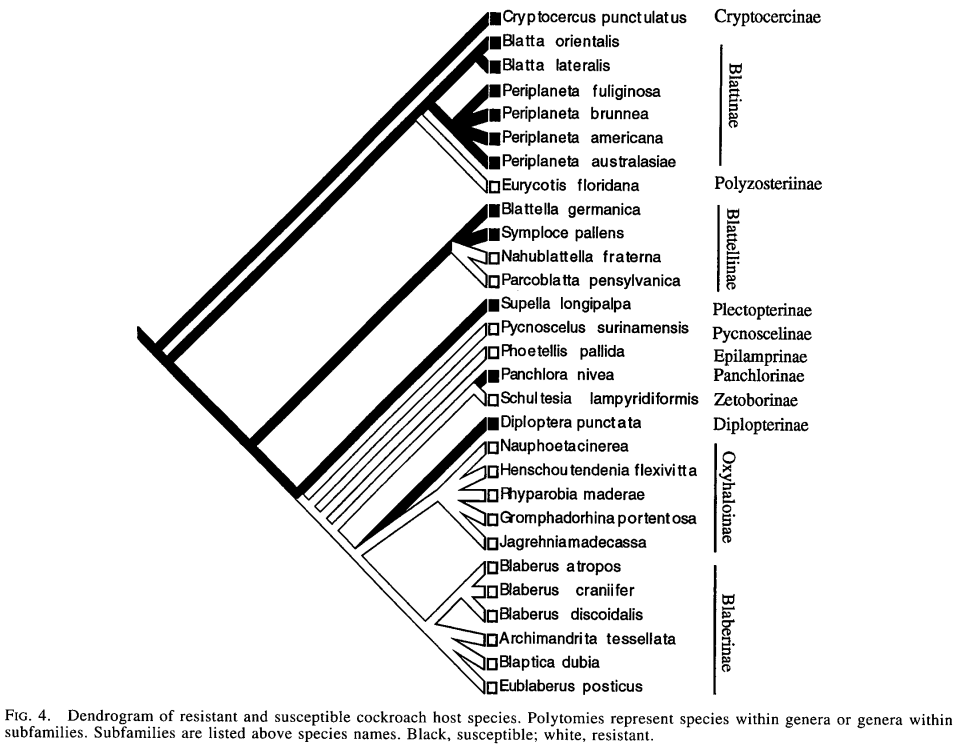 Cryptocercus punctulatus Cryptocercinae
Blatta orientalis
Blatta lateralis
Periplaneta fuliginosa
Periplaneta brunnea
Periplaneta americana
Periplaneta australasiae
Blattinae
Eurycotis floridana Polyzosteriinae
Blattella germanica
Symploce pallens
Nahublattella fraterna
Parcoblatta pensylvanica
Blattellinae
Supella longipalpa Plectopterinae
Pycnoscelus surinamensis Pycnoscelinae
Phoetellis pallida Epilamprinae
Panchlora nivea Panchlorinae
Schultesia lampyridiformis Zetoborinae
Diploptera punctata Diplopterinae
Nauphoetacinerea
Henschoutendenia flexivitta
Rhyparobia maderae
Gromphadorhina portentosa
Jagrehniamadecassa
Oxyhaloinae
Blaberus atropos
Blaberus craniifer
Blaberus discoidalis
Archimandrita tessellata
Blaptica dubia
Eublaberus posticus
Blaberinae
FIG. 4. Dendrogram of resistant and susceptible cockroach host species. Polytomies represent species within genera or genera within
subfamilies. Subfamilies are listed above species names. Black, susceptible; white, resistant.